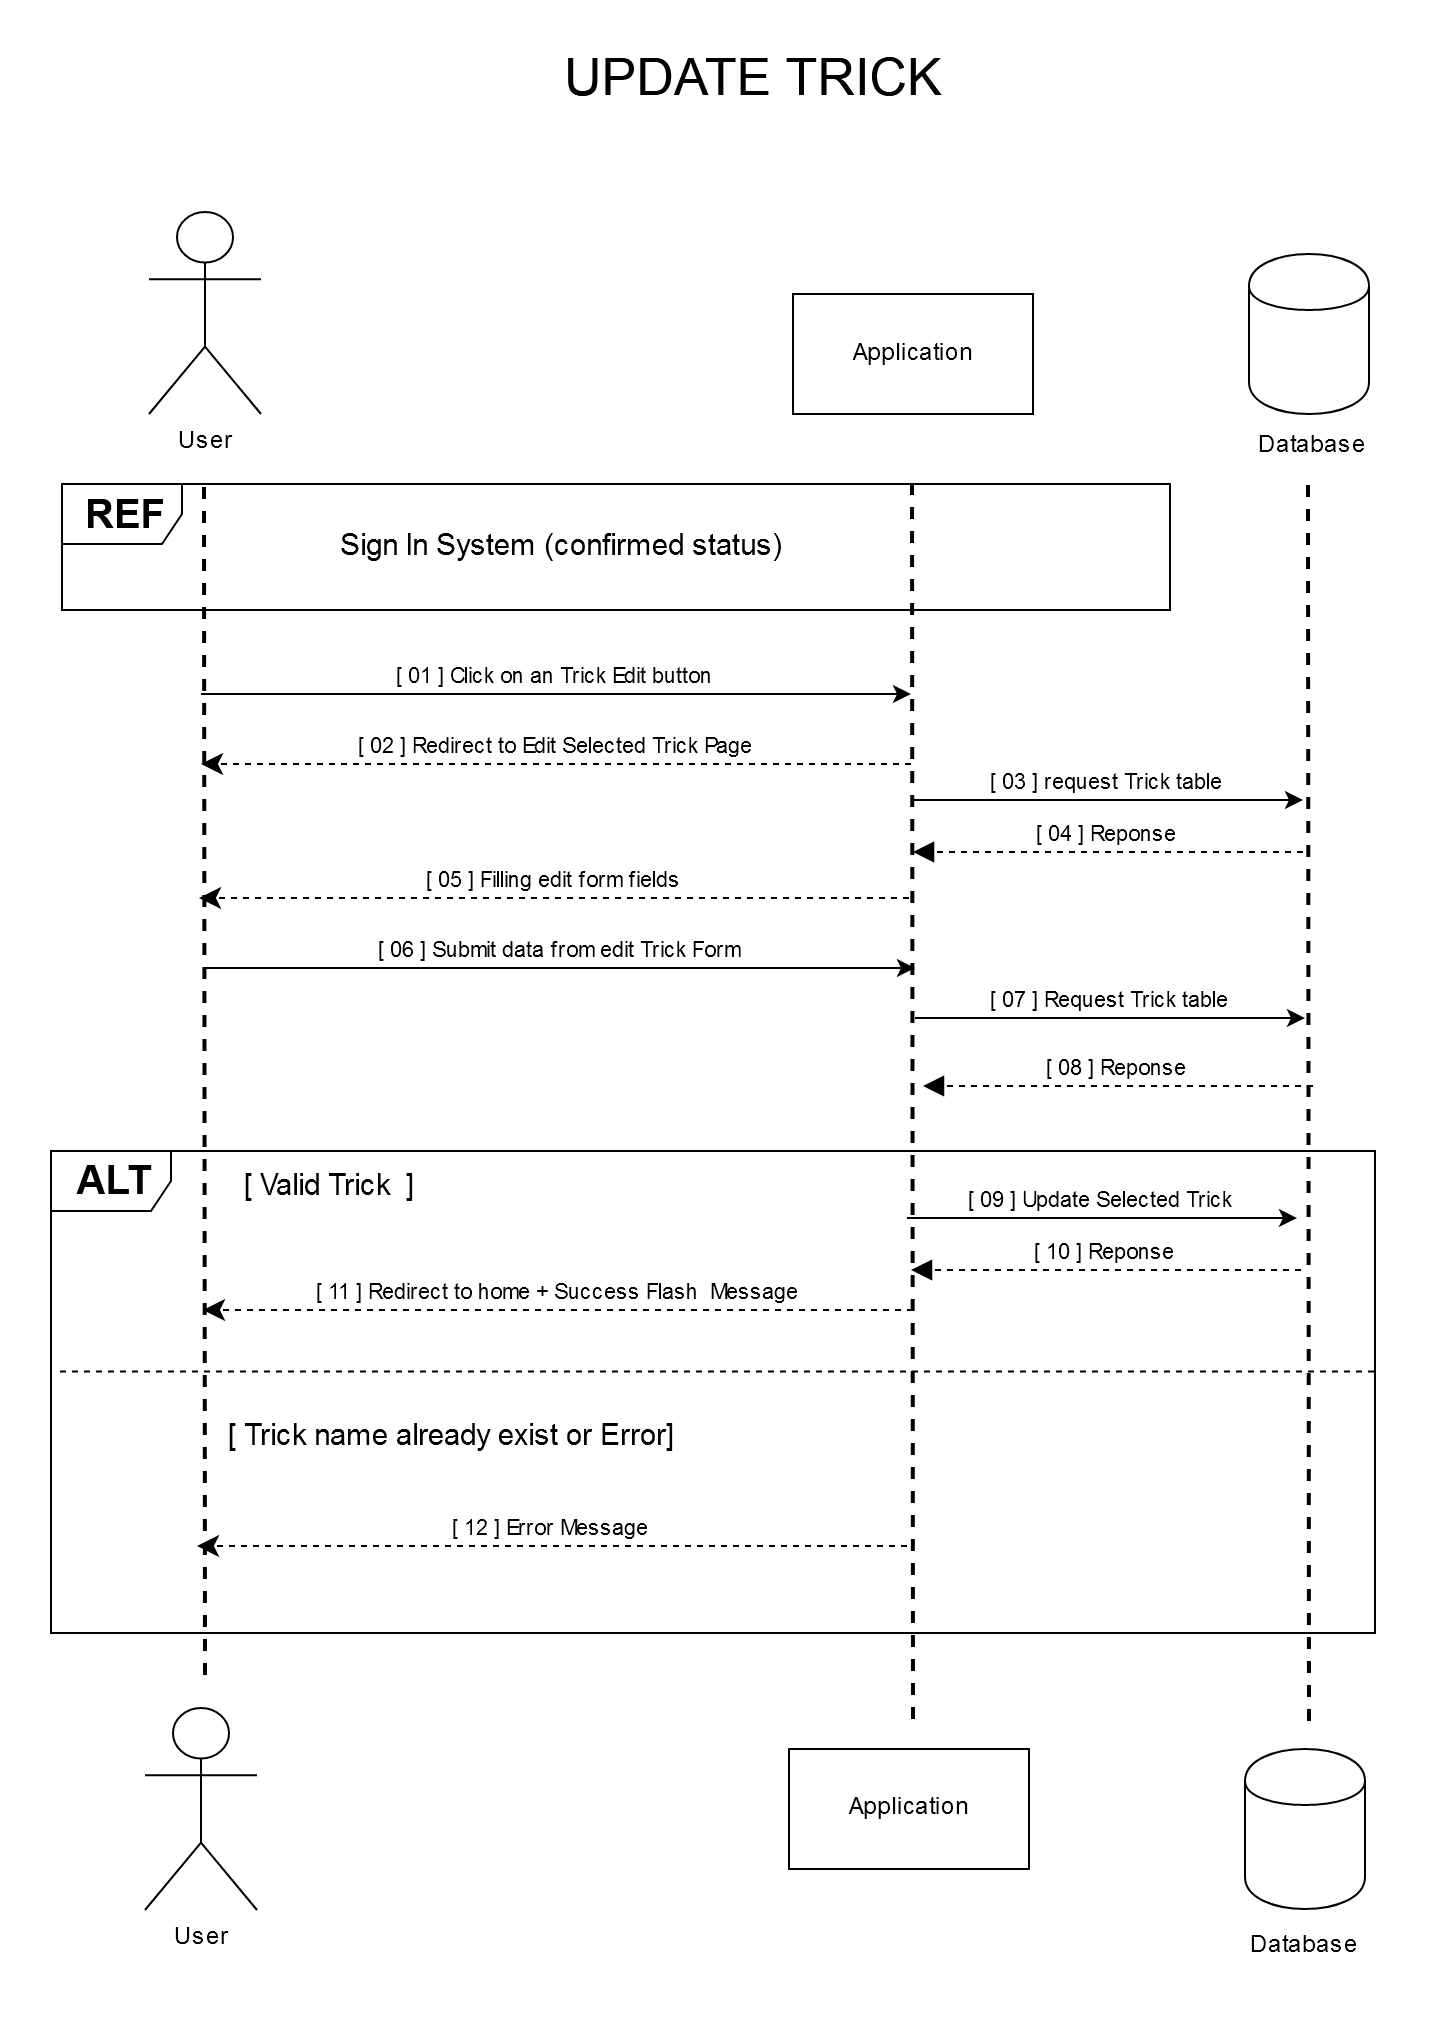 UPDATE TRICK
User
Application
Database
REF
Sign In System (confirmed status)
[ 01 ] Click on an Trick Edit button
[ 02 ] Redirect to Edit Selected Trick Page
[ 03 ] request Trick table
[ 04 ] Reponse
[ 05 ] Filling edit form fields
[ 06 ] Submit data from edit Trick Form
[ 07 ] Request Trick table
[ 08 ] Reponse
ALT
[ Valid Trick ]
[ 09 ] Update Selected Trick
[ 10 ] Reponse
[ 11 ] Redirect to home + Success Flash Message
[ Trick name already exist or Error]
[ 12 ] Error Message
User
Application
Database